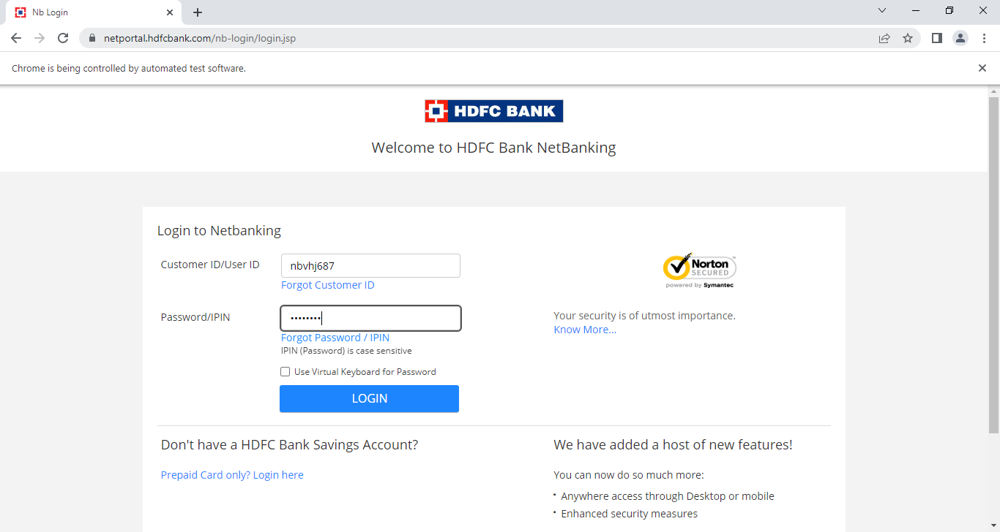 Nb Login
netportal.hdfcbank.com/nb-login/login.jsp
Chrome is being controlled by automated test software.
HDFC BANK
Welcome to HDFC Bank NetBanking
Login to Netbanking
Customer ID/User ID
nbvhj687
Forgot Customer ID
Norton
SECURED
powered by Symantec
Password/IPIN
••••••••
Forgot Password / IPIN
IPIN (Password) is case sensitive
Your security is of utmost importance.
Know More...
Use Virtual Keyboard for Password
LOGIN
Don't have a HDFC Bank Savings Account?
Prepaid Card only? Login here
We have added a host of new features!
You can now do so much more:
• Anywhere access through Desktop or mobile
• Enhanced security measures